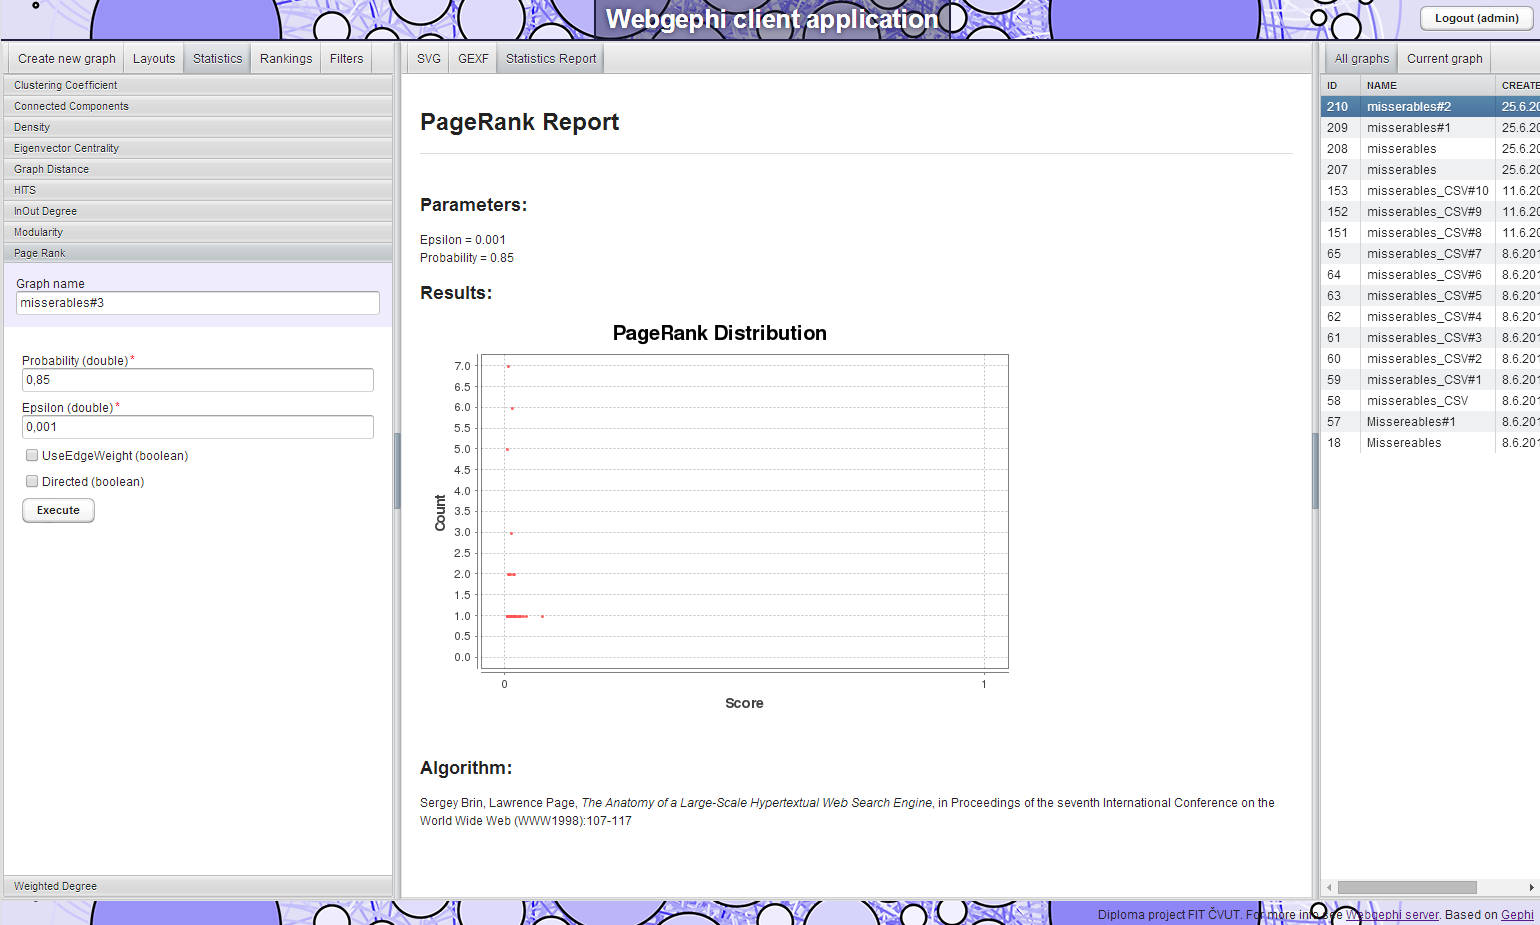 Webgephi client application
Logout (admin)
Create new graph Layouts Statistics Rankings Filters
Clustering Coefficient
Connected Components
Density
Eigenvector Centrality
Graph Distance
HITS
InOut Degree
Modularity
Page Rank
Graph name
misserables#3
Probability (double)*
0,85
Epsilon (double)*
0,001
UseEdgeWeight (boolean)
Directed (boolean)
Execute
Weighted Degree
SVG GEXF Statistics Report
PageRank Report
Parameters:
Epsilon = 0.001
Probability = 0.85
Results:
PageRank Distribution
7.0
6.5
6.0
5.5
5.0
4.5
4.0
3.5
3.0
2.5
2.0
1.5
1.0
0.5
0.0
Count
0 1
Score
Algorithm:
Sergey Brin, Lawrence Page, The Anatomy of a Large-Scale Hypertextual Web Search Engine, in Proceedings of the seventh International Conference on the
World Wide Web (WWW1998):107-117
All graphs Current graph
ID NAME CREATE
210 misserables#2 25.6.20
209 misserables#1 25.6.20
208 misserables 25.6.20
207 misserables 25.6.20
153 misserables_CSV#10 11.6.20
152 misserables_CSV#9 11.6.20
151 misserables_CSV#8 11.6.20
65 misserables_CSV#7 8.6.201
64 misserables_CSV#6 8.6.201
63 misserables_CSV#5 8.6.201
62 misserables_CSV#4 8.6.201
61 misserables_CSV#3 8.6.201
60 misserables_CSV#2 8.6.201
59 misserables_CSV#1 8.6.201
58 misserables_CSV 8.6.201
57 Missereables#1 8.6.201
18 Missereables 8.6.201
Diploma project FIT ČVUT. For more info see Webgephi server. Based on Gephi